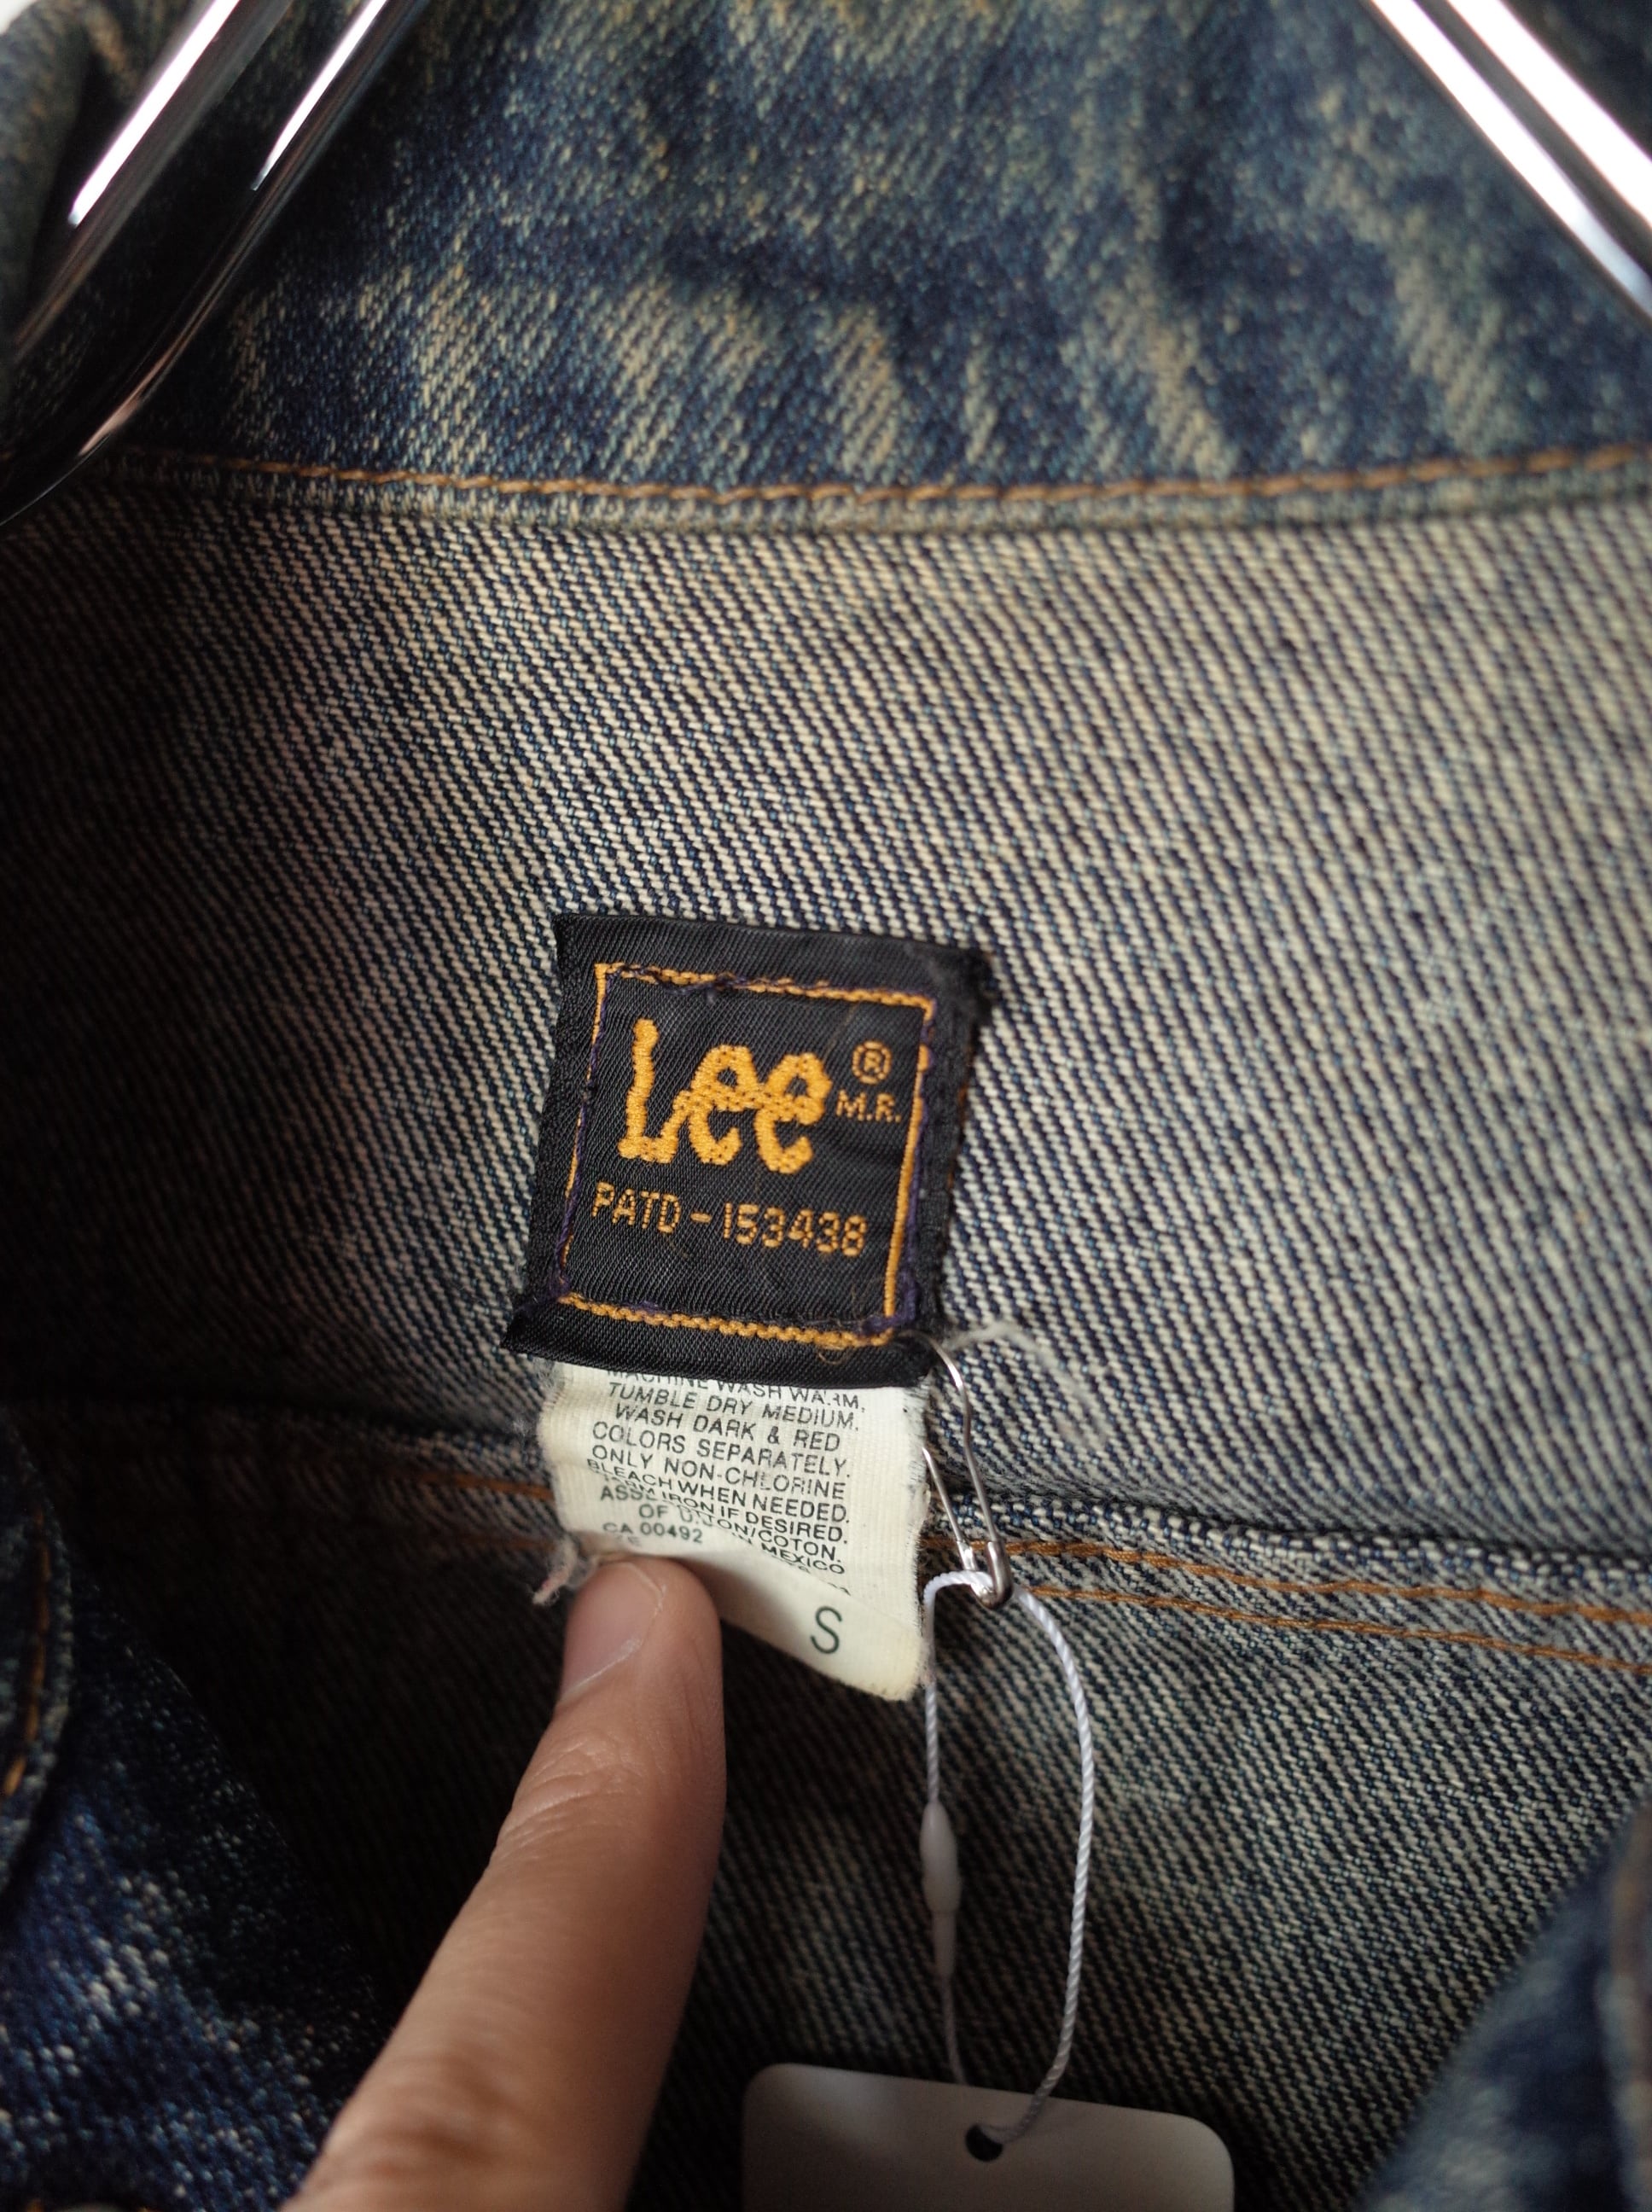 Lee ®
M.R.
PATD-153438
MACHINE WASH WARM,
TUMBLE DRY MEDIUM.
WASH DARK & RED
COLORS SEPARATELY.
ONLY NON-CHLORINE
BLEACH WHEN NEEDED.
IRON IF DESIRED.
OF
COTON.
CA 00492
MEXICO
S